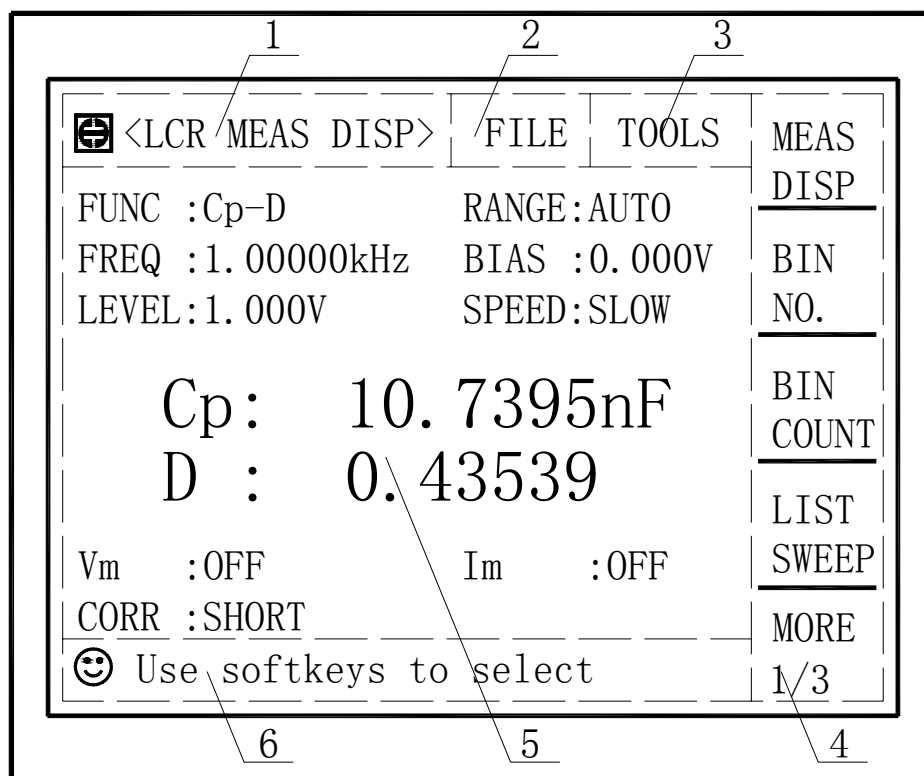 1 2 3
<LCR MEAS DISP> FILE TOOLS
FUNC :Cp-D RANGE:AUTO
FREQ :1.00000kHz BIAS :0.000V
LEVEL:1.000V SPEED:SLOW
Cp: 10.7395nF
D : 0.43539
Vm :OFF Im :OFF
CORR :SHORT
Use softkeys to select
MEAS
DISP
BIN
NO.
BIN
COUNT
LIST
SWEEP
MORE
1/3
6 5 4